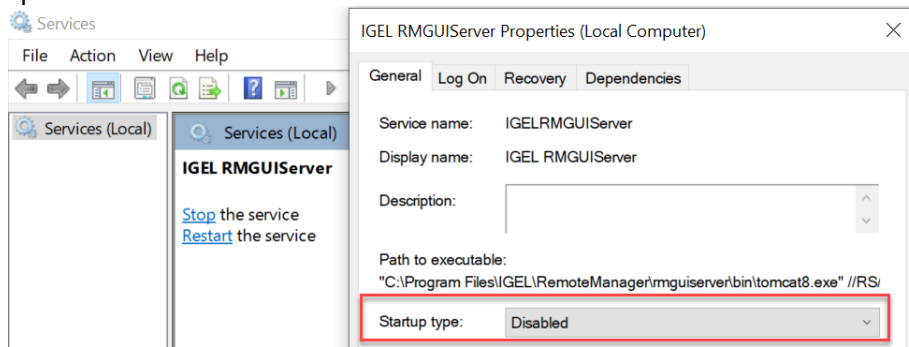 Services
File Action View Help
Services (Local)
Services (Local)
IGEL RMGUIServer
Stop the service
Restart the service
IGEL RMGUIServer Properties (Local Computer)
General Log On Recovery Dependencies
Service name: IGELRMGUIServer
Display name: IGEL RMGUIServer
Description:
Path to executable:
"C:\Program Files\IGEL\RemoteManager\rmguiserver\bin\tomcat8.exe" //RS/
Startup type: Disabled